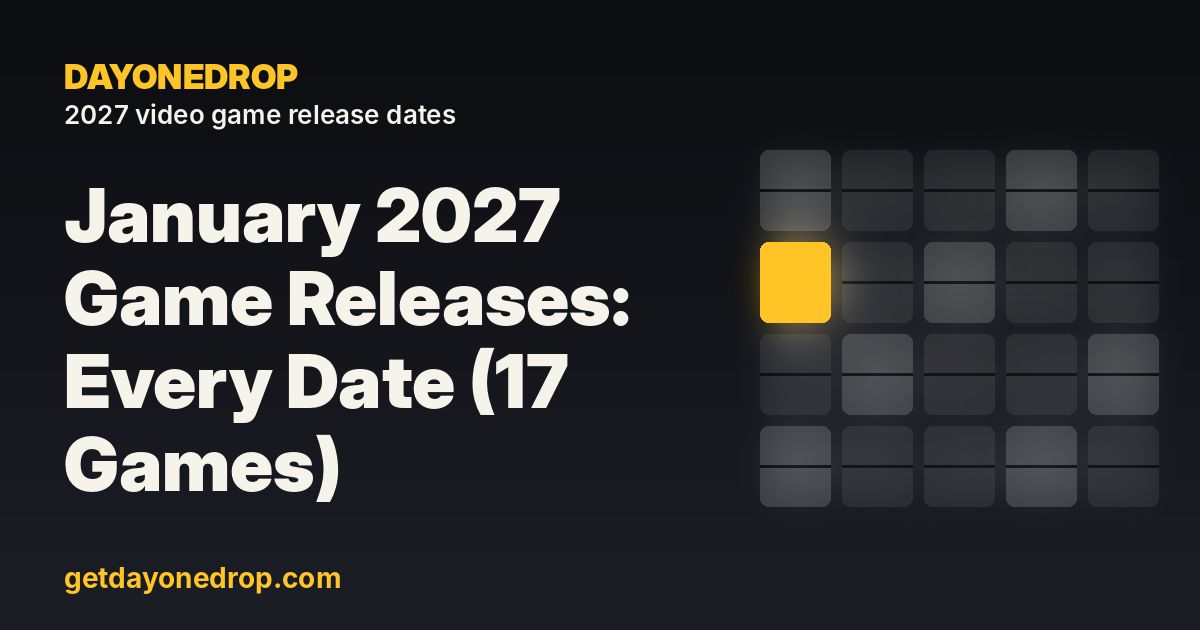 DAYONEDROP
2027 video game release dates
January 2027
Game Releases:
Every Date (17
Games)
getdayonedrop.com